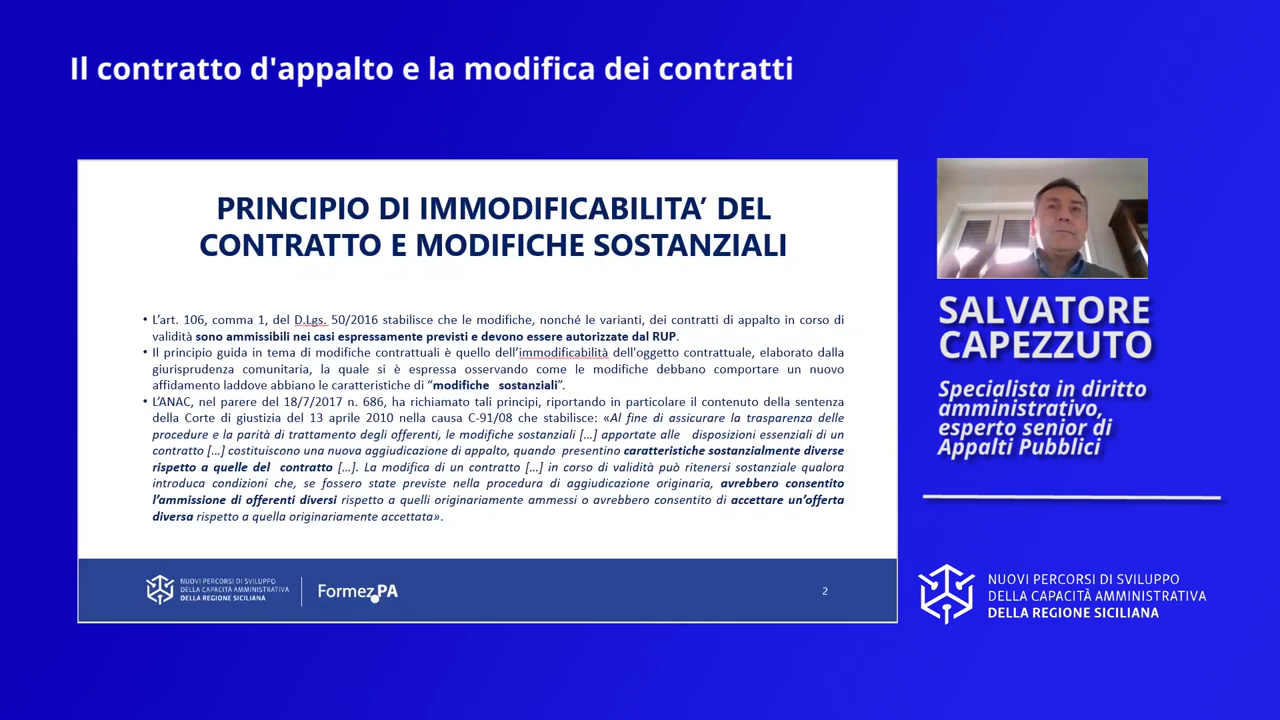 Il contratto d'appalto e la modifica dei contratti
PRINCIPIO DI IMMODIFICABILITA’ DEL
CONTRATTO E MODIFICHE SOSTANZIALI
• L’art. 106, comma 1, del D.Lgs. 50/2016 stabilisce che le modifiche, nonché le varianti, dei contratti di appalto in corso di
validità sono ammissibili nei casi espressamente previsti e devono essere autorizzate dal RUP.
• Il principio guida in tema di modifiche contrattuali è quello dell’immodificabilità dell'oggetto contrattuale, elaborato dalla
giurisprudenza comunitaria, la quale si è espressa osservando come le modifiche debbano comportare un nuovo
affidamento laddove abbiano le caratteristiche di “modifiche sostanziali”.
• L’ANAC, nel parere del 18/7/2017 n. 686, ha richiamato tali principi, riportando in particolare il contenuto della sentenza
della Corte di giustizia del 13 aprile 2010 nella causa C-91/08 che stabilisce: «Al fine di assicurare la trasparenza delle
procedure e la parità di trattamento degli offerenti, le modifiche sostanziali […] apportate alle disposizioni essenziali di un
contratto […] costituiscono una nuova aggiudicazione di appalto, quando presentino caratteristiche sostanzialmente diverse
rispetto a quelle del contratto […]. La modifica di un contratto […] in corso di validità può ritenersi sostanziale qualora
introduca condizioni che, se fossero state previste nella procedura di aggiudicazione originaria, avrebbero consentito
l’ammissione di offerenti diversi rispetto a quelli originariamente ammessi o avrebbero consentito di accettare un’offerta
diversa rispetto a quella originariamente accettata».
NUOVI PERCORSI DI SVILUPPO
DELLA CAPACITÀ AMMINISTRATIVA
DELLA REGIONE SICILIANA
Formez PA
2
SALVATORE
CAPEZZUTO
Specialista in diritto
amministrativo,
esperto senior di
Appalti Pubblici
NUOVI PERCORSI DI SVILUPPO
DELLA CAPACITÀ AMMINISTRATIVA
DELLA REGIONE SICILIANA